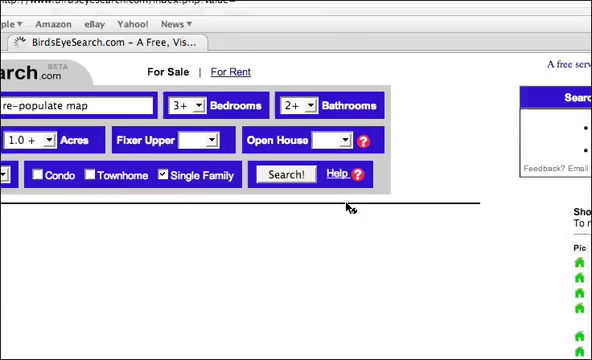 http://www.birdseyesearch.com/index.php?value=
ple Amazon eBay Yahoo! News
BirdsEyeSearch.com – A Free, Vis...
arch.com BETA
For Sale | For Rent
A free serv
re-populate map 3+ Bedrooms 2+ Bathrooms
Searc
1.0 + Acres Fixer Upper Open House ?
Condo Townhome Single Family Search! Help ?
Feedback? Email
Sho
To r
Pic